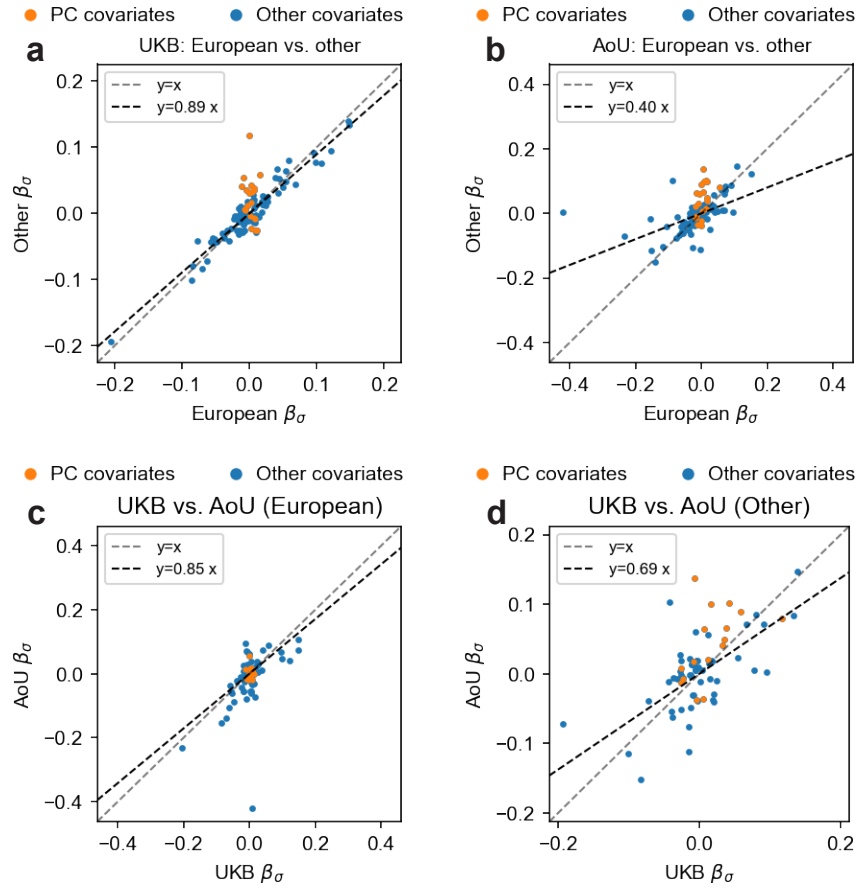 PC covariates Other covariates
PC covariates Other covariates
a UKB: European vs. other
b AoU: European vs. other
0.2
0.1
0.0
−0.1
−0.2
Other βσ
y=x
y=0.89 x
−0.2 −0.1 0.0 0.1 0.2
European βσ
0.4
0.2
0.0
−0.2
−0.4
Other βσ
y=x
y=0.40 x
−0.4 −0.2 0.0 0.2 0.4
European βσ
PC covariates Other covariates
PC covariates Other covariates
c UKB vs. AoU (European)
d UKB vs. AoU (Other)
0.4
0.2
0.0
−0.2
−0.4
AoU βσ
y=x
y=0.85 x
−0.4 −0.2 0.0 0.2 0.4
UKB βσ
0.2
0.1
0.0
−0.1
−0.2
AoU βσ
y=x
y=0.69 x
−0.2 0.0 0.2
UKB βσ